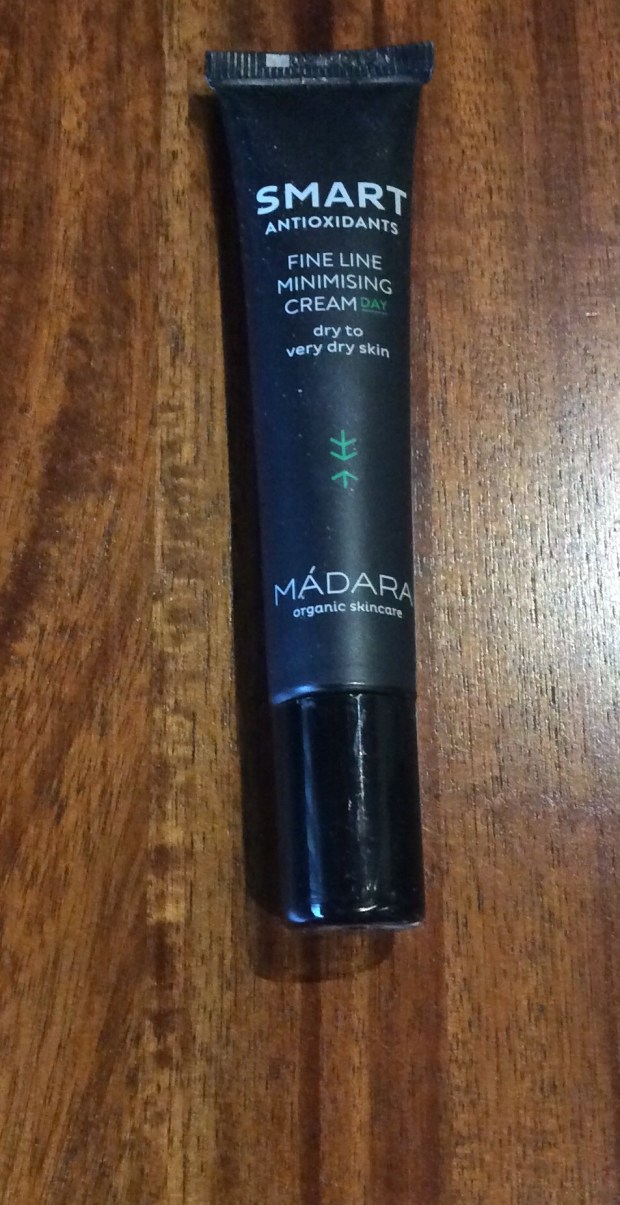 SMART
ANTIOXIDANTS
FINE LINE
MINIMISING
CREAM DAY
dry to
very dry skin
MÁDARA
organic skincare